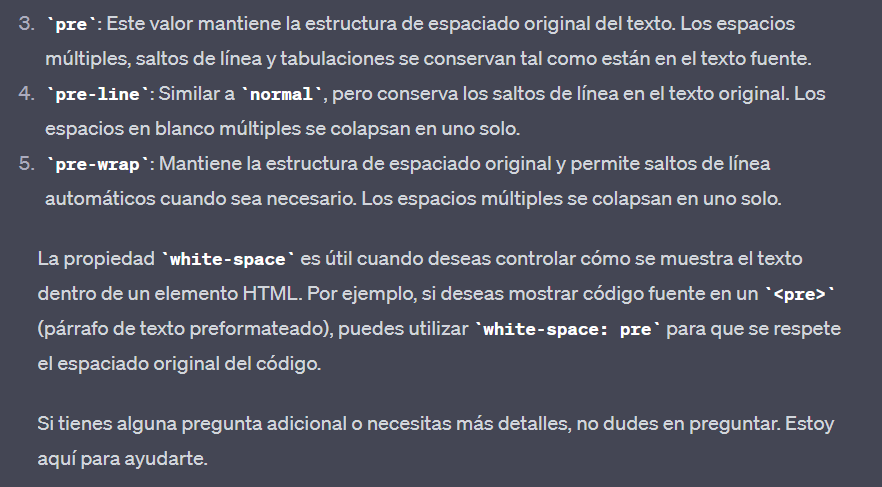 3. `pre`: Este valor mantiene la estructura de espaciado original del texto. Los espacios
múltiples, saltos de línea y tabulaciones se conservan tal como están en el texto fuente.
4. `pre-line`: Similar a `normal`, pero conserva los saltos de línea en el texto original. Los
espacios en blanco múltiples se colapsan en uno solo.
5. `pre-wrap`: Mantiene la estructura de espaciado original y permite saltos de línea
automáticos cuando sea necesario. Los espacios múltiples se colapsan en uno solo.
La propiedad `white-space` es útil cuando deseas controlar cómo se muestra el texto
dentro de un elemento HTML. Por ejemplo, si deseas mostrar código fuente en un `<pre>`
(párrafo de texto preformateado), puedes utilizar `white-space: pre` para que se respete
el espaciado original del código.
Si tienes alguna pregunta adicional o necesitas más detalles, no dudes en preguntar. Estoy
aquí para ayudarte.